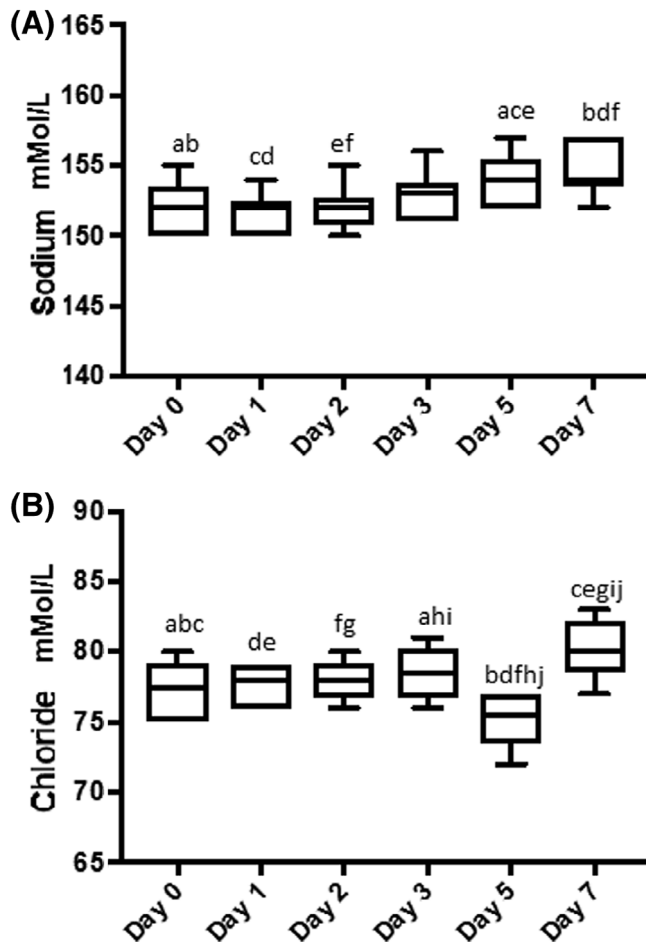 (A)
Sodium mMol/L
165
160
155
150
145
140
ab
cd
ef
ace
bdf
Day 0
Day 1
Day 2
Day 3
Day 5
Day 7
(B)
Chloride mMol/L
90
85
80
75
70
65
abc
de
fg
ahi
bdfhj
cegij
Day 0
Day 1
Day 2
Day 3
Day 5
Day 7